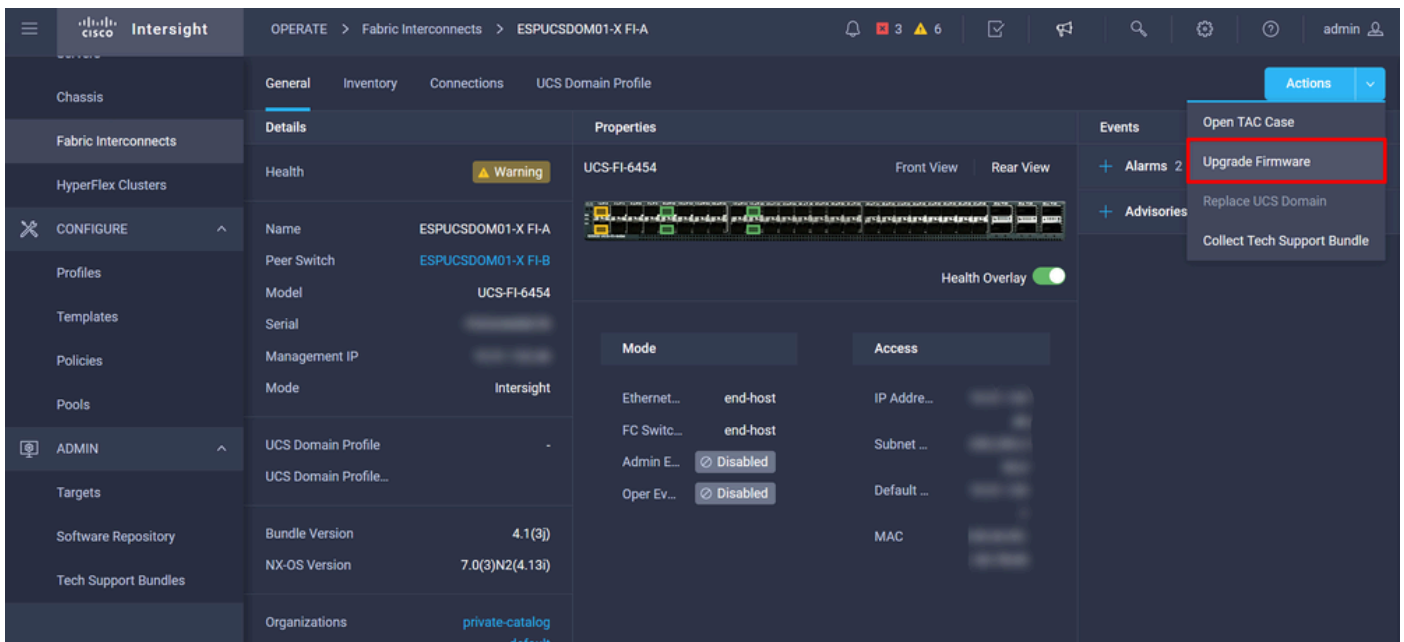 cisco Intersight
OPERATE > Fabric Interconnects > ESPUCSDOM01-X FI-A
3 6
admin
Chassis
Fabric Interconnects
HyperFlex Clusters
CONFIGURE
Profiles
Templates
Policies
Pools
ADMIN
Targets
Software Repository
Tech Support Bundles
General Inventory Connections UCS Domain Profile
Actions
Open TAC Case
Upgrade Firmware
Replace UCS Domain
Collect Tech Support Bundle
Details
Health Warning
Name ESPUCSDOM01-X FI-A
Peer Switch ESPUCSDOM01-X FI-B
Model UCS-FI-6454
Serial
Management IP
Mode Intersight
UCS Domain Profile -
UCS Domain Profile...
Bundle Version 4.1(3j)
NX-OS Version 7.0(3)N2(4.13i)
Organizations private-catalog
Properties
UCS-FI-6454 Front View Rear View
Health Overlay
Mode
Ethernet... end-host
FC Switc... end-host
Admin E... Disabled
Oper Ev... Disabled
Access
IP Addre...
Subnet ...
Default ...
MAC
Events
+ Alarms 2
+ Advisories